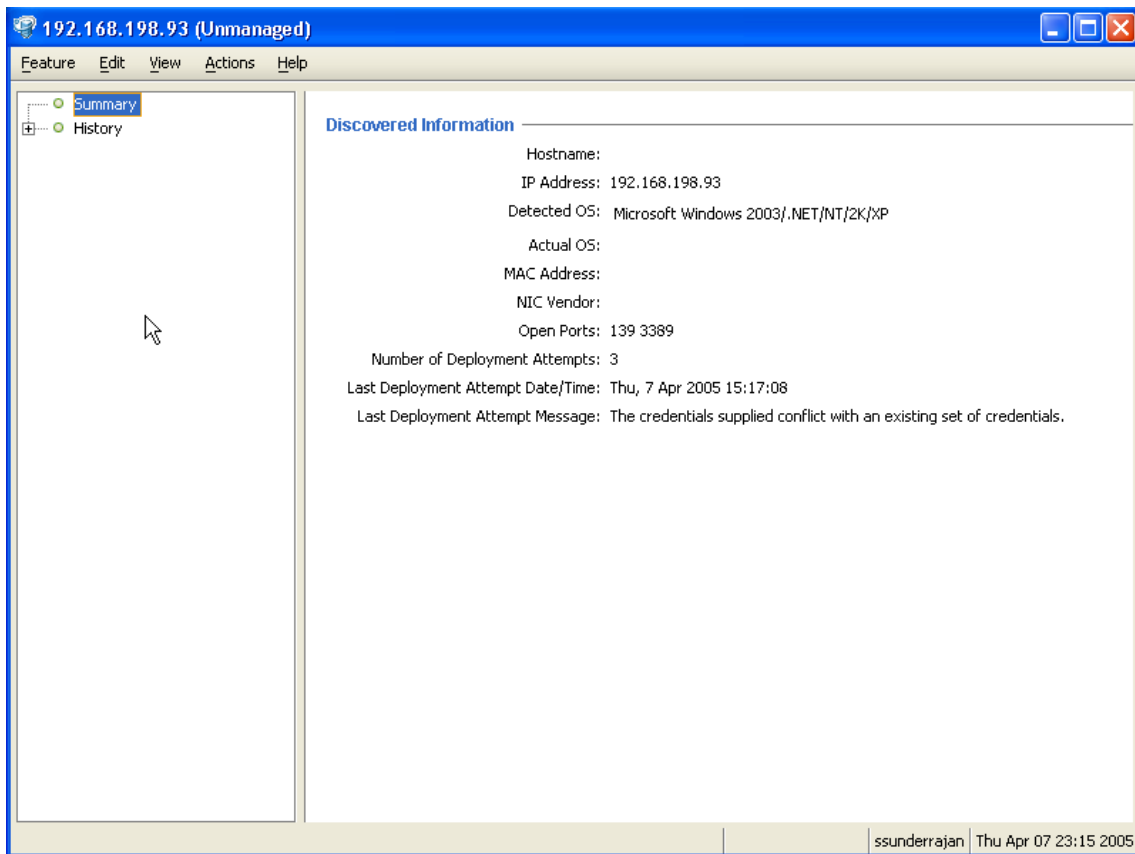 192.168.198.93 (Unmanaged)
Feature Edit View Actions Help
Summary
History
Discovered Information
Hostname:
IP Address: 192.168.198.93
Detected OS: Microsoft Windows 2003/.NET/NT/2K/XP
Actual OS:
MAC Address:
NIC Vendor:
Open Ports: 139 3389
Number of Deployment Attempts: 3
Last Deployment Attempt Date/Time: Thu, 7 Apr 2005 15:17:08
Last Deployment Attempt Message: The credentials supplied conflict with an existing set of credentials.
ssunderrajan Thu Apr 07 23:15 2005